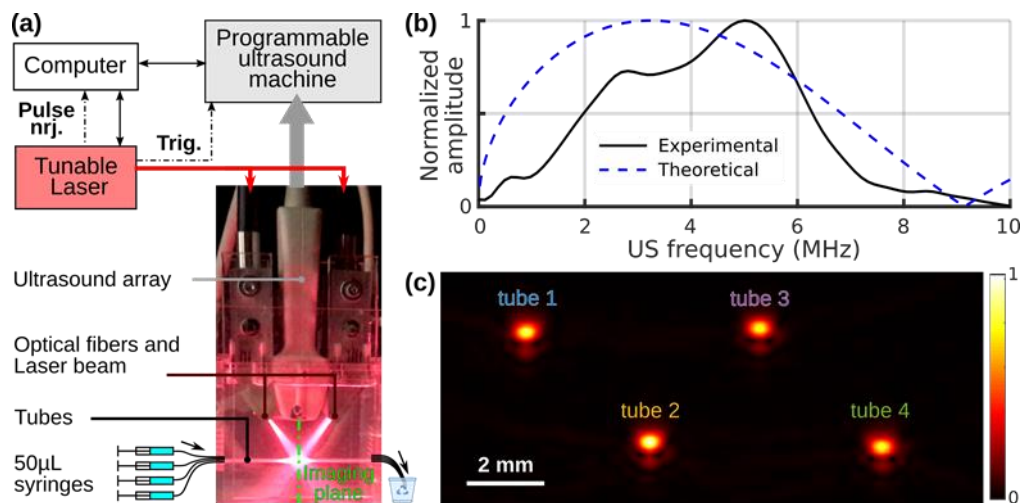 (a)
Computer
Programmable
ultrasound
machine
Pulse
nrj.
Trig.
Tunable
Laser
Ultrasound array
Optical fibers and
Laser beam
Tubes
50µL
syringes
Imaging
plane
(b)
Normalized
amplitude
1
0
Experimental
Theoretical
0 2 4 6 8 10
US frequency (MHz)
(c)
tube 1
tube 3
tube 2
tube 4
2 mm
1
0